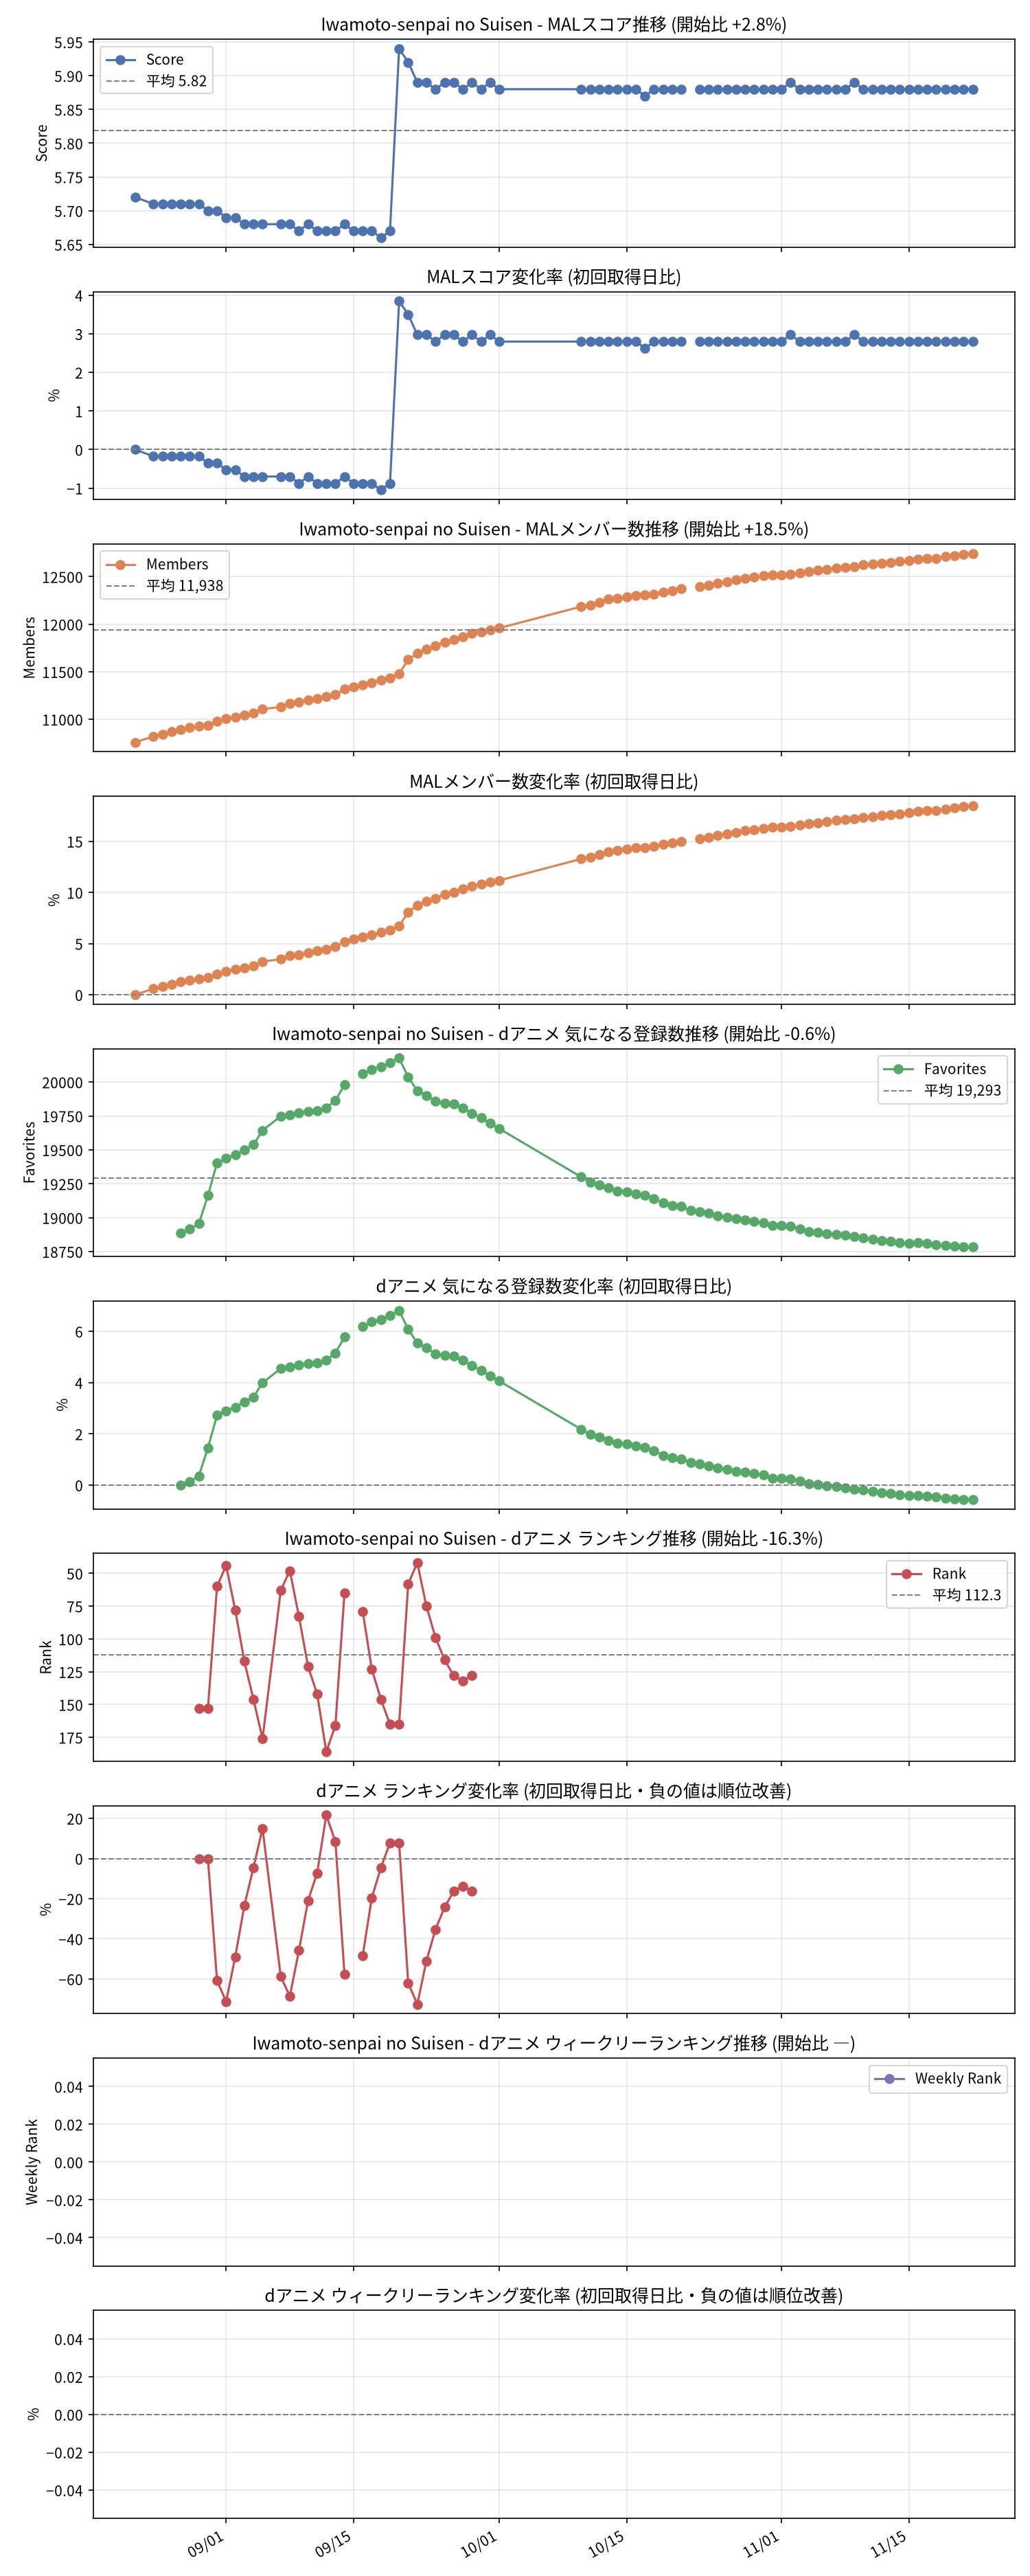 Iwamoto-senpai no Suisen - MALスコア推移 (開始比 +2.8%)
5.95
5.90
5.85
5.80
5.75
5.70
5.65
Score
Score
平均 5.82
MALスコア変化率 (初回取得日比)
4
3
2
1
0
−1
%
Iwamoto-senpai no Suisen - MALメンバー数推移 (開始比 +18.5%)
12500
12000
11500
11000
Members
Members
平均 11,938
MALメンバー数変化率 (初回取得日比)
15
10
5
0
%
Iwamoto-senpai no Suisen - dアニメ 気になる登録数推移 (開始比 -0.6%)
20000
19750
19500
19250
19000
18750
Favorites
Favorites
平均 19,293
dアニメ 気になる登録数変化率 (初回取得日比)
6
4
2
0
%
Iwamoto-senpai no Suisen - dアニメ ランキング推移 (開始比 -16.3%)
50
75
100
125
150
175
Rank
Rank
平均 112.3
dアニメ ランキング変化率 (初回取得日比・負の値は順位改善)
20
0
−20
−40
−60
%
Iwamoto-senpai no Suisen - dアニメ ウィークリーランキング推移 (開始比 —)
0.04
0.02
0.00
−0.02
−0.04
Weekly Rank
Weekly Rank
dアニメ ウィークリーランキング変化率 (初回取得日比・負の値は順位改善)
0.04
0.02
0.00
−0.02
−0.04
%
09/01
09/15
10/01
10/15
11/01
11/15